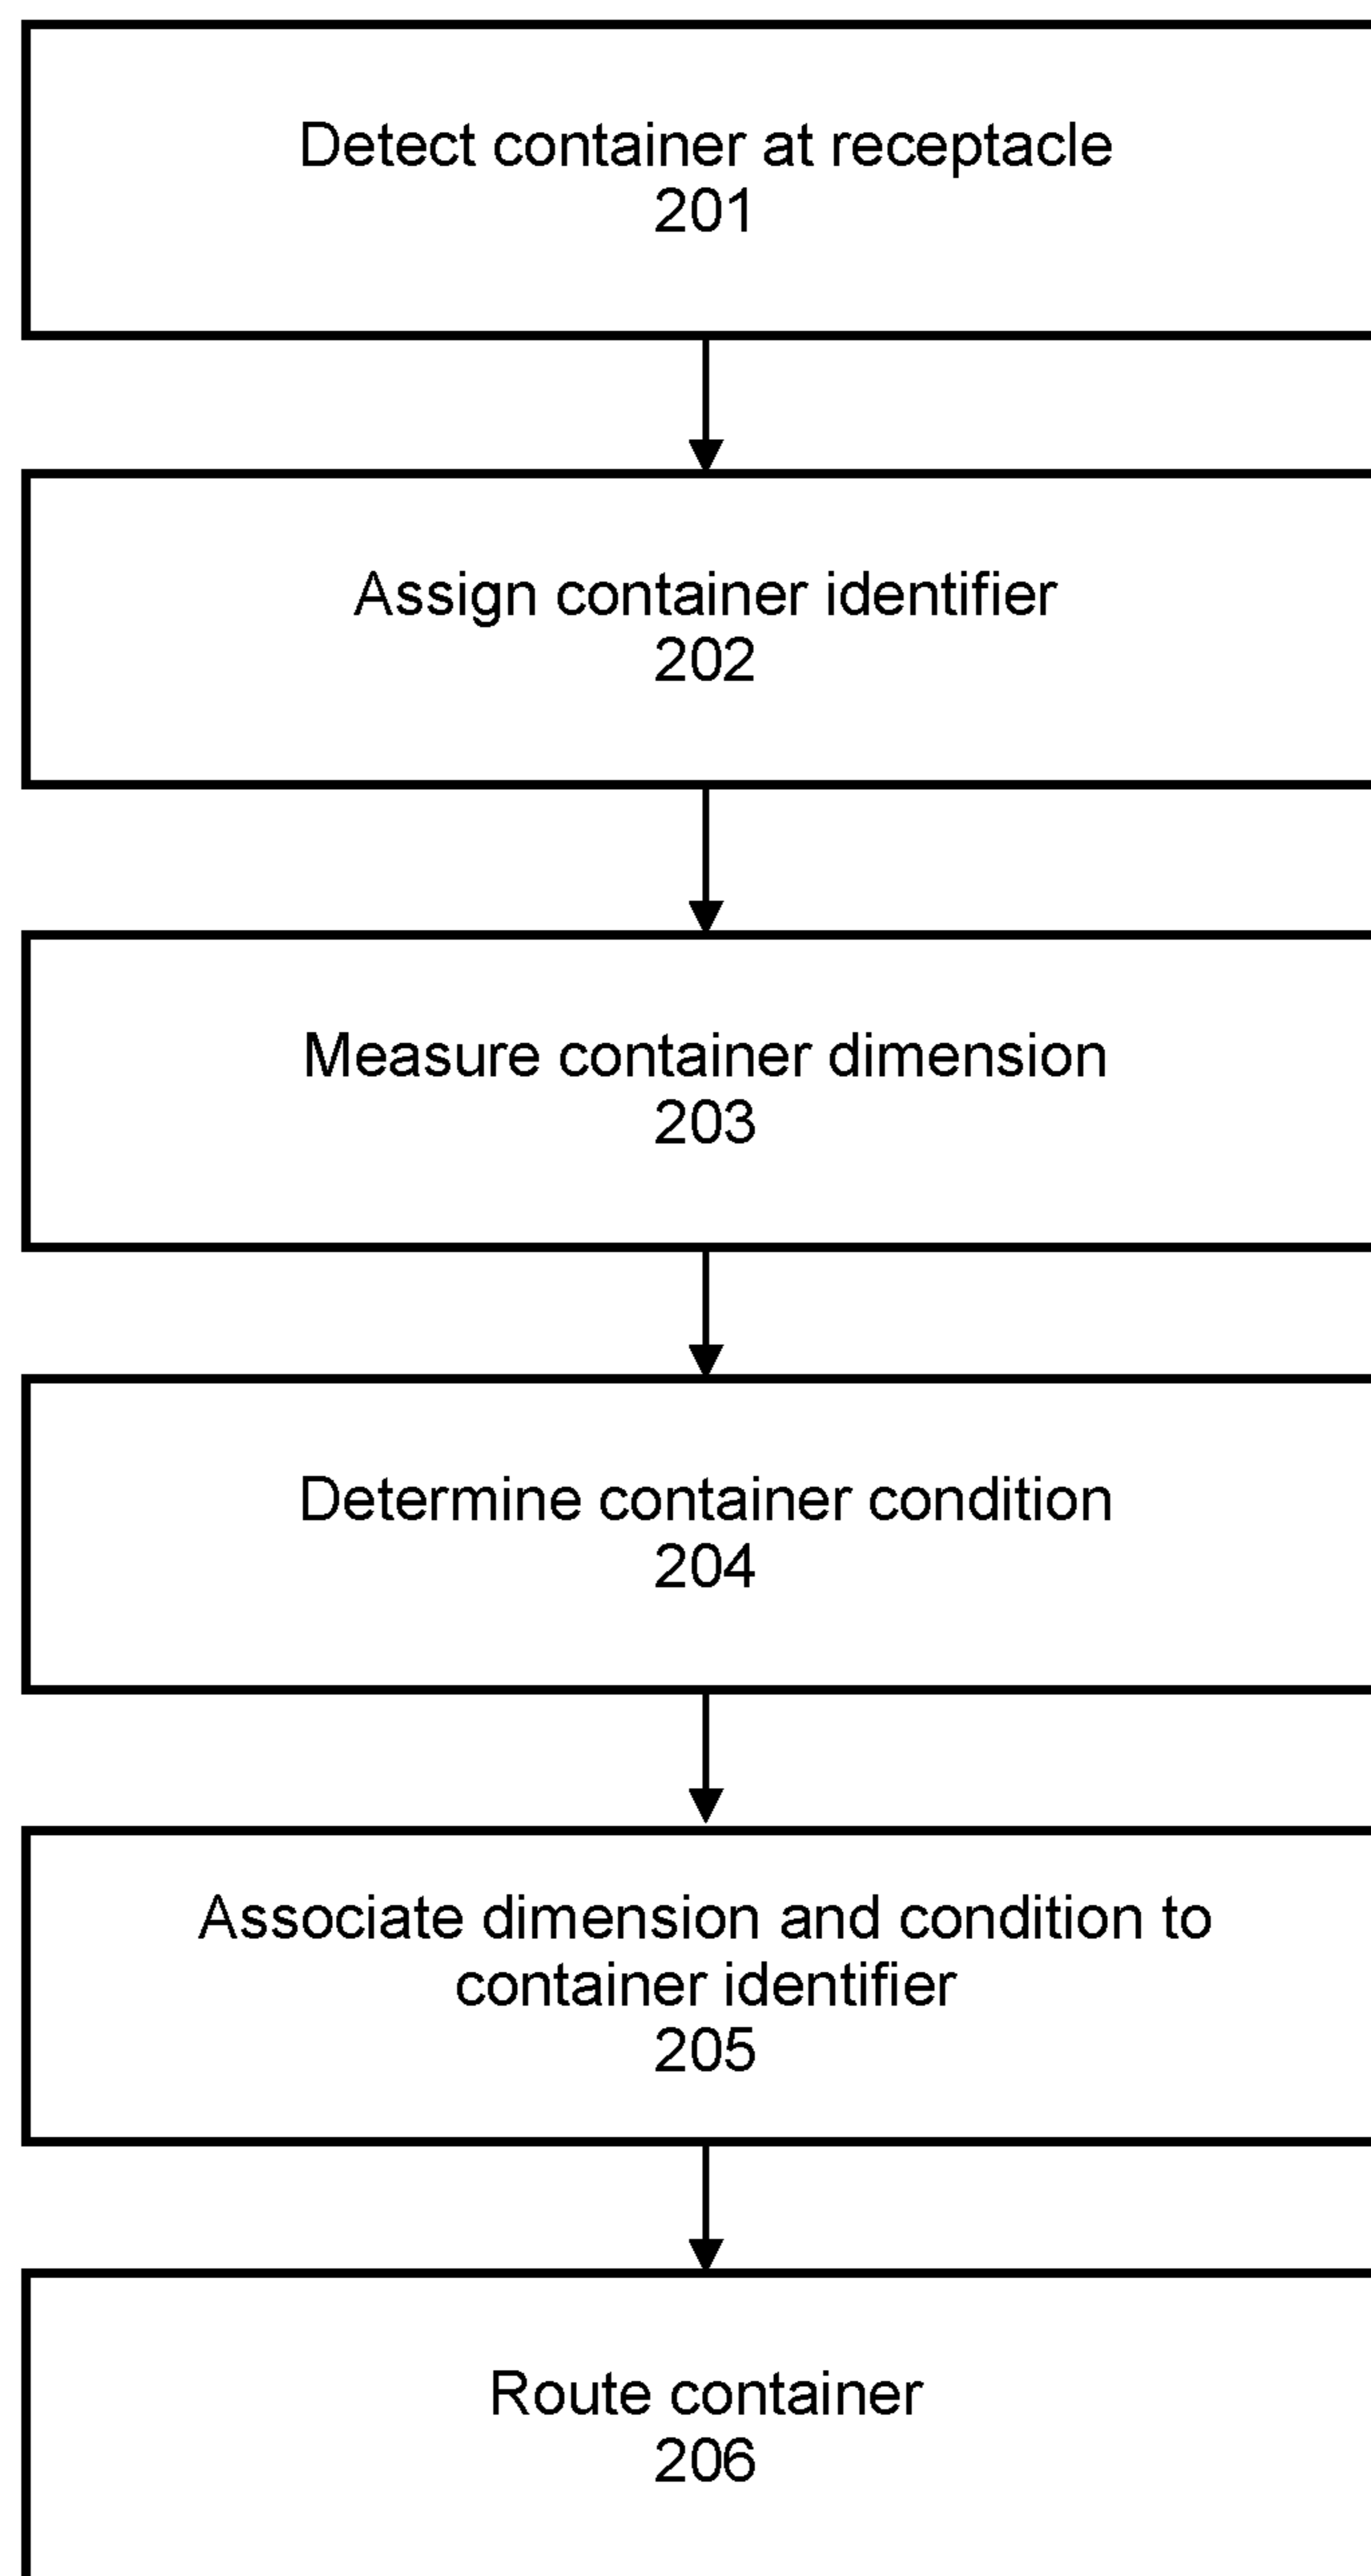 Detect container at receptacle
201
Assign container identifier
202
Measure container dimension
203
Determine container condition
204
Associate dimension and condition to
container identifier
205
Route container
206